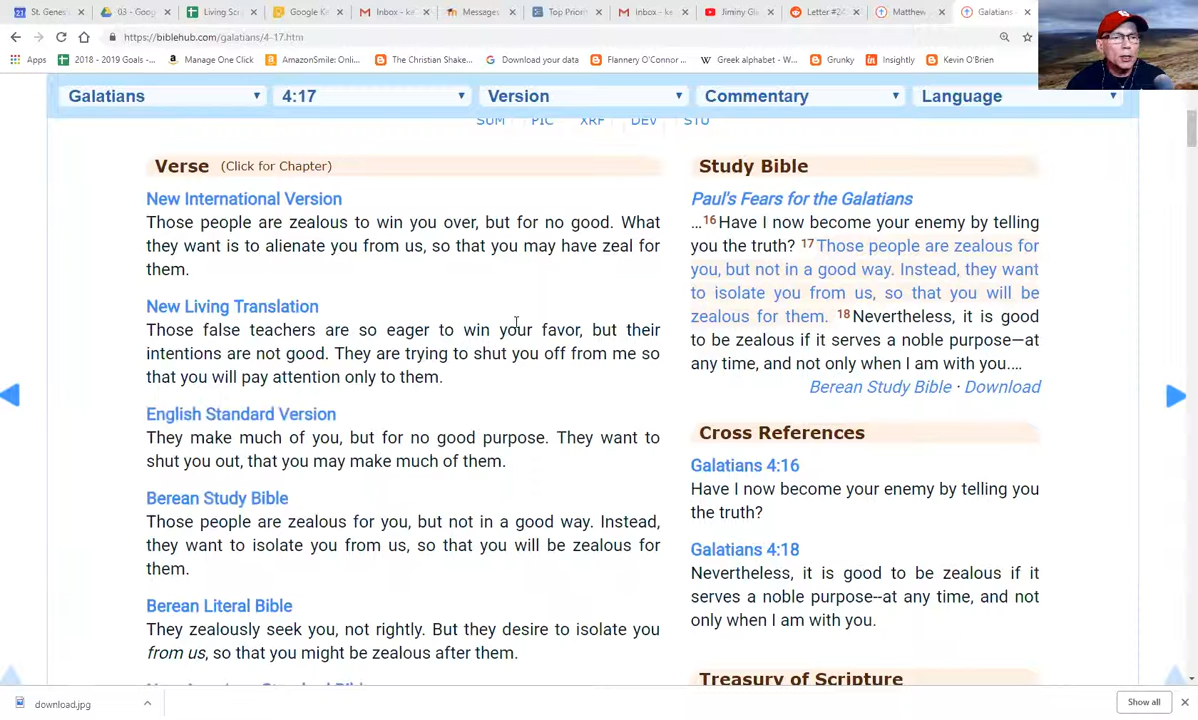 St. Genes
03 - Goog
Living Scr
Google K
Inbox - ke
Messages
Top Priori
Inbox - ke
Jiminy Gl
Letter #24
Matthew
Galatians
https://biblehub.com/galatians/4-17.htm
Apps
2018 - 2019 Goals -...
Manage One Click
AmazonSmile: Onli...
The Christian Shake...
Download your data
Flannery O'Connor ...
Greek alphabet - W...
Grunky
Insightly
Kevin O'Brien
Galatians
4:17
Version
Commentary
Language
SUM
PIC
XRF
DEV
STU
Verse (Click for Chapter)
New International Version
Those people are zealous to win you over, but for no good. What
they want is to alienate you from us, so that you may have zeal for
them.
New Living Translation
Those false teachers are so eager to win your favor, but their
intentions are not good. They are trying to shut you off from me so
that you will pay attention only to them.
English Standard Version
They make much of you, but for no good purpose. They want to
shut you out, that you may make much of them.
Berean Study Bible
Those people are zealous for you, but not in a good way. Instead,
they want to isolate you from us, so that you will be zealous for
them.
Berean Literal Bible
They zealously seek you, not rightly. But they desire to isolate you
from us, so that you might be zealous after them.
Study Bible
Paul's Fears for the Galatians
…16 Have I now become your enemy by telling
you the truth? 17 Those people are zealous for
you, but not in a good way. Instead, they want
to isolate you from us, so that you will be
zealous for them. 18 Nevertheless, it is good
to be zealous if it serves a noble purpose—at
any time, and not only when I am with you.…
Berean Study Bible · Download
Cross References
Galatians 4:16
Have I now become your enemy by telling you
the truth?
Galatians 4:18
Nevertheless, it is good to be zealous if it
serves a noble purpose--at any time, and not
only when I am with you.
Treasury of Scripture
download.jpg
Show all